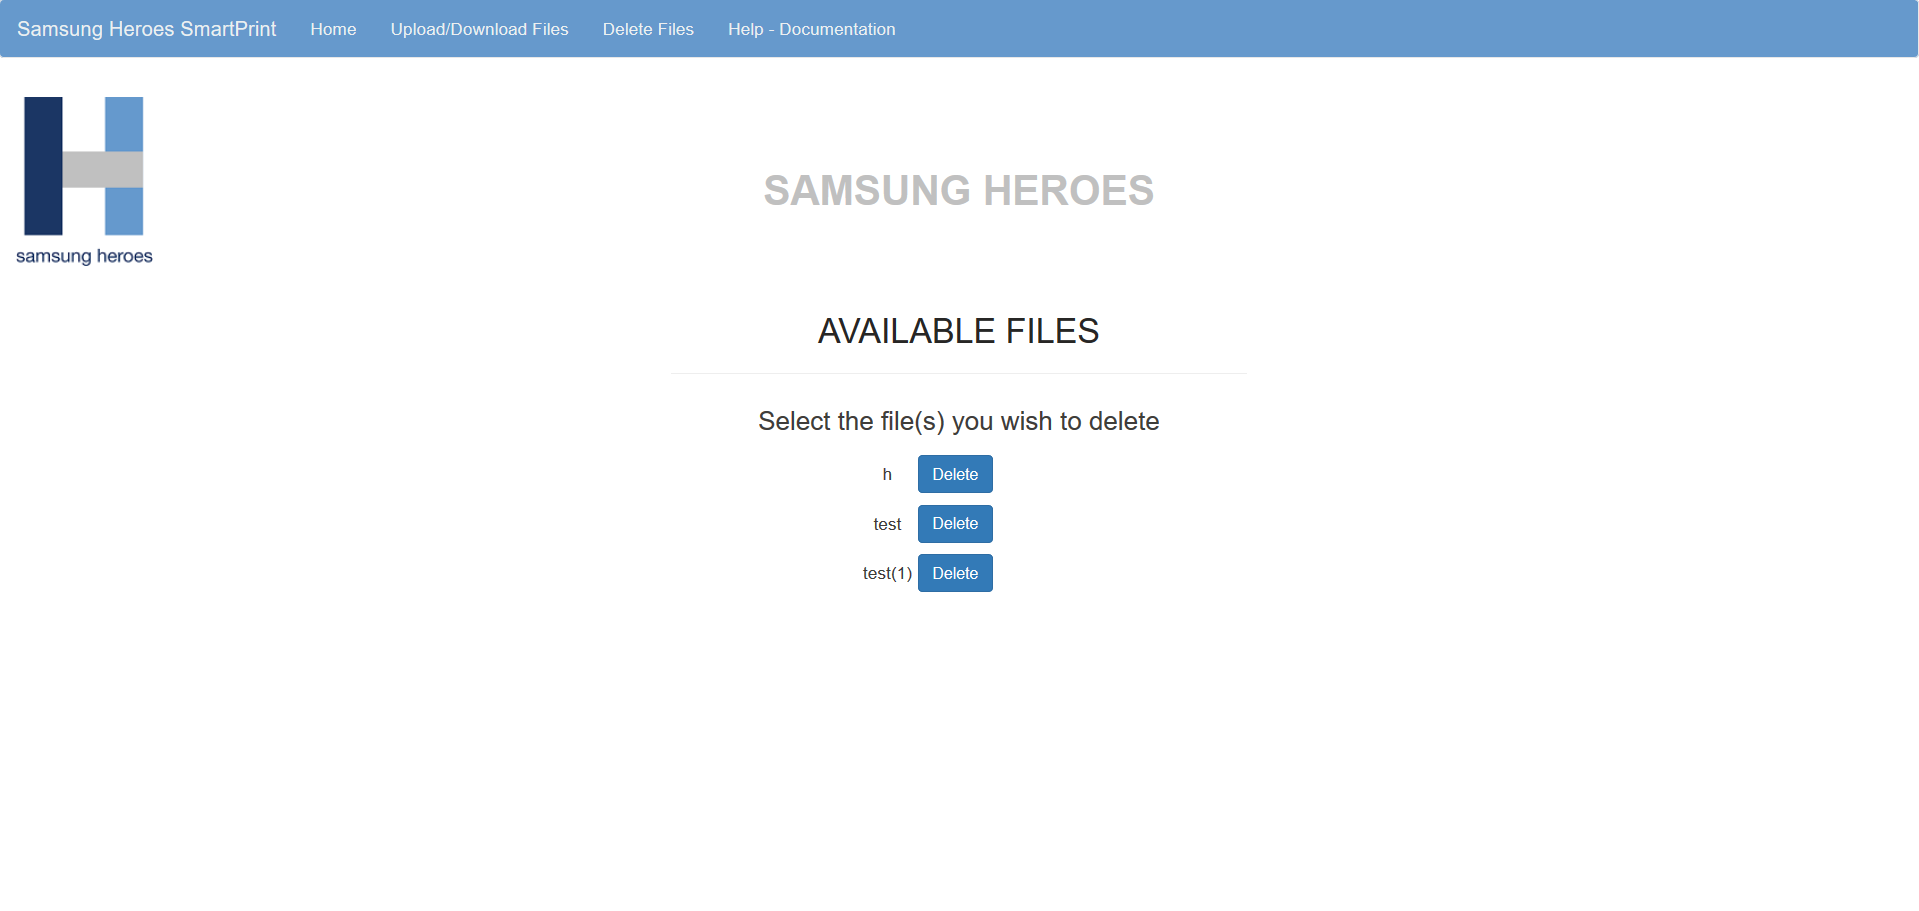 Samsung Heroes SmartPrint Home Upload/Download Files Delete Files Help - Documentation
samsung heroes
SAMSUNG HEROES
AVAILABLE FILES
Select the file(s) you wish to delete
h Delete
test Delete
test(1) Delete